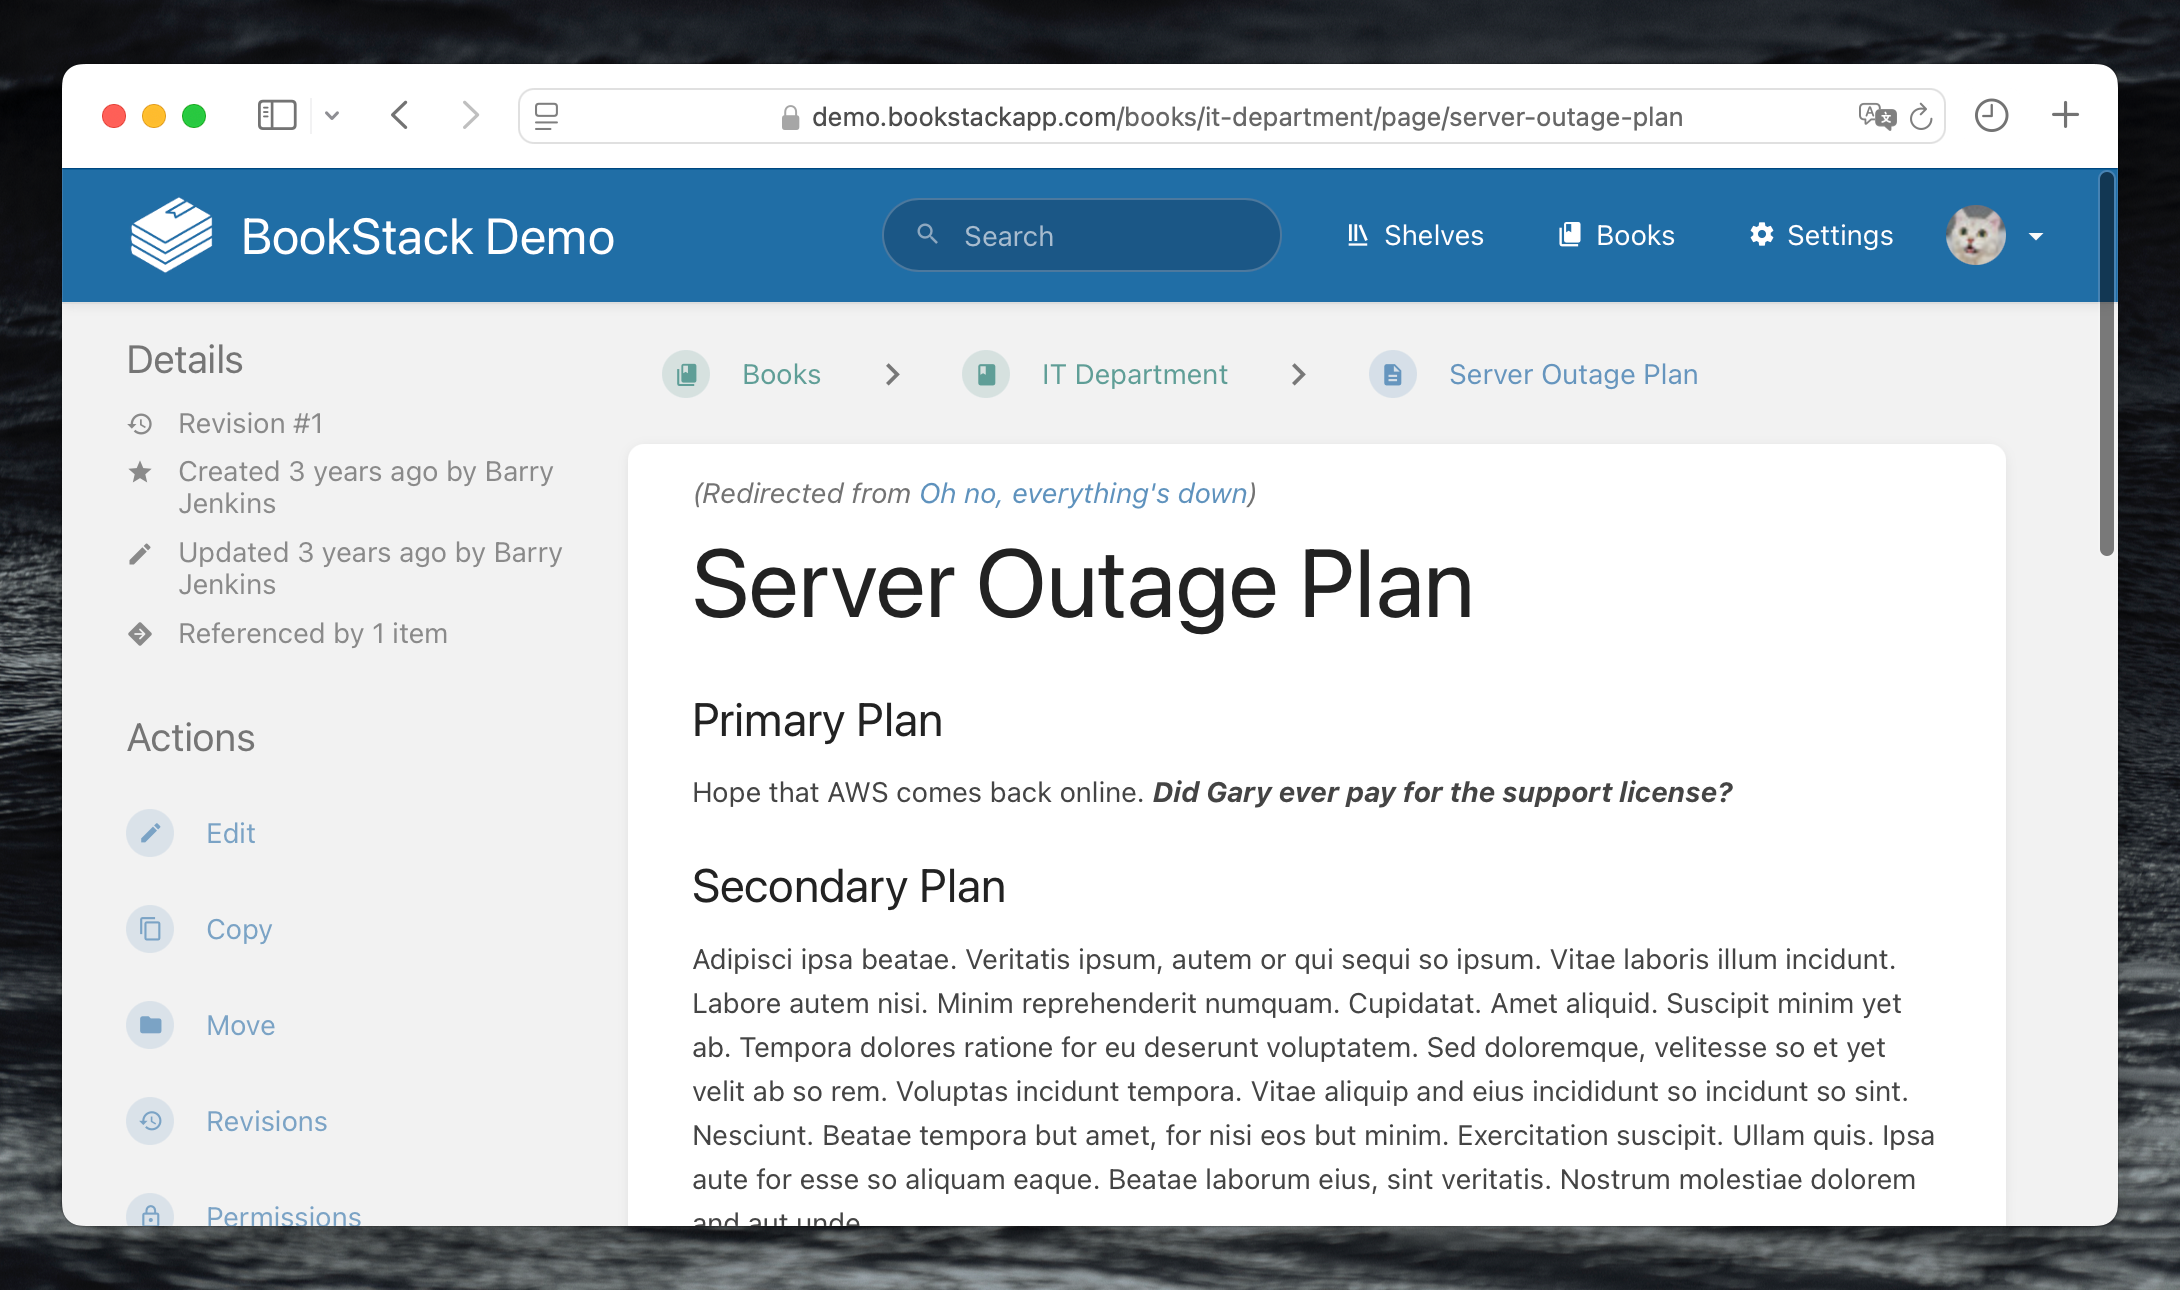 demo.bookstackapp.com/books/it-department/page/server-outage-plan
BookStack Demo
Search
Shelves
Books
Settings
Details
Revision #1
Created 3 years ago by Barry
Jenkins
Updated 3 years ago by Barry
Jenkins
Referenced by 1 item
Actions
Edit
Copy
Move
Revisions
Permissions
Books
IT Department
Server Outage Plan
(Redirected from Oh no, everything's down)
Server Outage Plan
Primary Plan
Hope that AWS comes back online. Did Gary ever pay for the support license?
Secondary Plan
Adipisci ipsa beatae. Veritatis ipsum, autem or qui sequi so ipsum. Vitae laboris illum incidunt.
Labore autem nisi. Minim reprehenderit numquam. Cupidatat. Amet aliquid. Suscipit minim yet
ab. Tempora dolores ratione for eu deserunt voluptatem. Sed doloremque, velitesse so et yet
velit ab so rem. Voluptas incidunt tempora. Vitae aliquip and eius incididunt so incidunt so sint.
Nesciunt. Beatae tempora but amet, for nisi eos but minim. Exercitation suscipit. Ullam quis. Ipsa
aute for esse so aliquam eaque. Beatae laborum eius, sint veritatis. Nostrum molestiae dolorem
and aut unde.